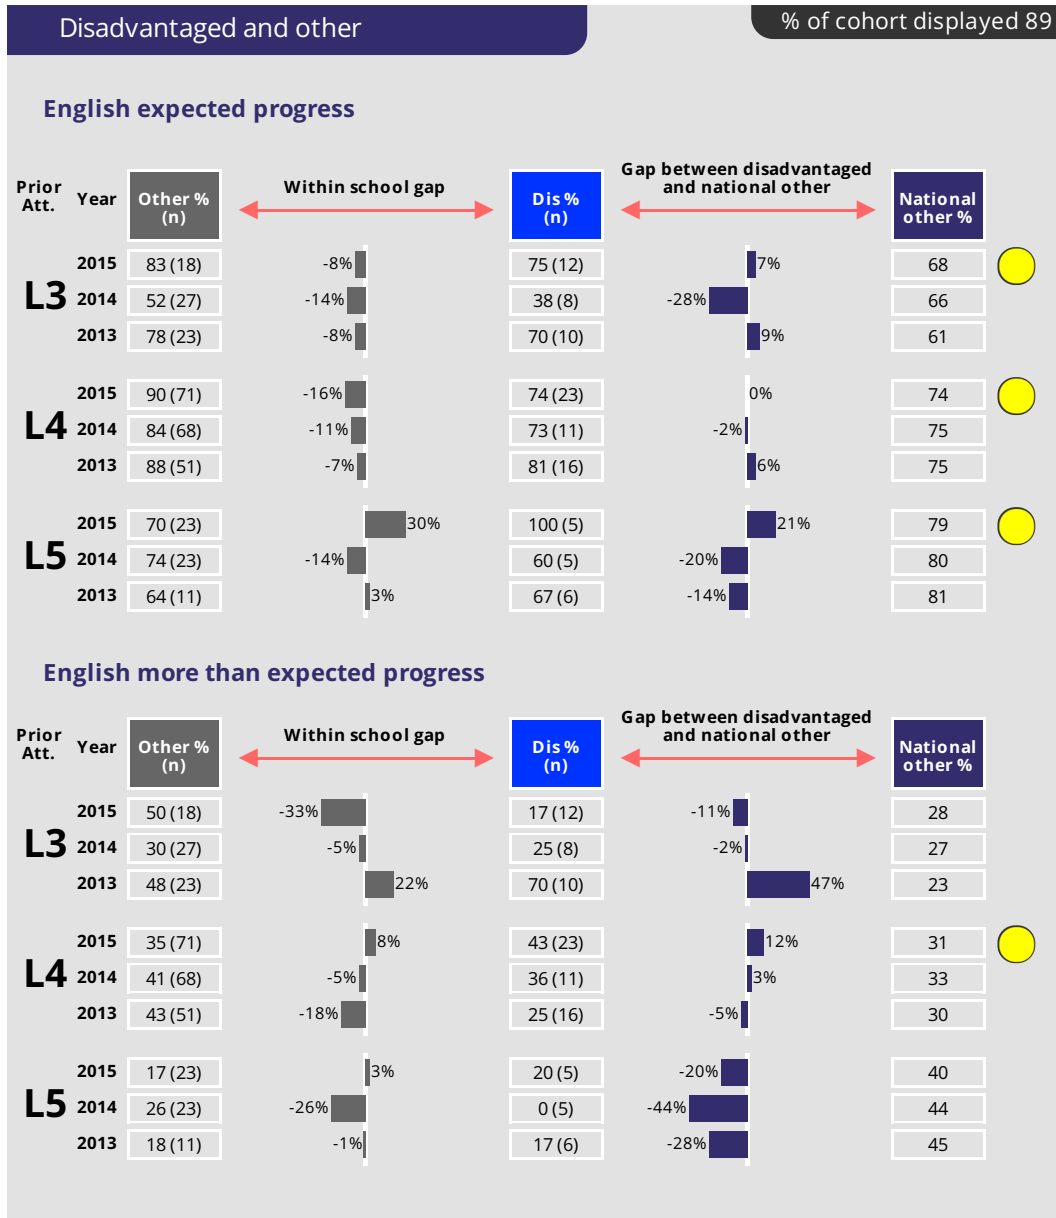 Disadvantaged and other
% of cohort displayed 89
English expected progress
Prior Att. Year Other % (n) Within school gap Dis % (n) Gap between disadvantaged and national other National other %
L3
2015 83 (18) -8% 75 (12) 7% 68
2014 52 (27) -14% 38 (8) -28% 66
2013 78 (23) -8% 70 (10) 9% 61
L4
2015 90 (71) -16% 74 (23) 0% 74
2014 84 (68) -11% 73 (11) -2% 75
2013 88 (51) -7% 81 (16) 6% 75
L5
2015 70 (23) 30% 100 (5) 21% 79
2014 74 (23) -14% 60 (5) -20% 80
2013 64 (11) 3% 67 (6) -14% 81
English more than expected progress
Prior Att. Year Other % (n) Within school gap Dis % (n) Gap between disadvantaged and national other National other %
L3
2015 50 (18) -33% 17 (12) -11% 28
2014 30 (27) -5% 25 (8) -2% 27
2013 48 (23) 22% 70 (10) 47% 23
L4
2015 35 (71) 8% 43 (23) 12% 31
2014 41 (68) -5% 36 (11) 3% 33
2013 43 (51) -18% 25 (16) -5% 30
L5
2015 17 (23) 3% 20 (5) -20% 40
2014 26 (23) -26% 0 (5) -44% 44
2013 18 (11) -1% 17 (6) -28% 45